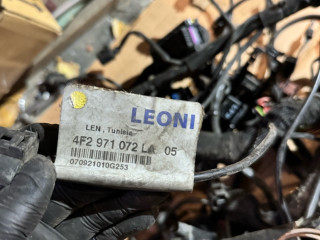 LEONI
LEN , Tunisia
4F2 971 072 LA 05
070921010G253